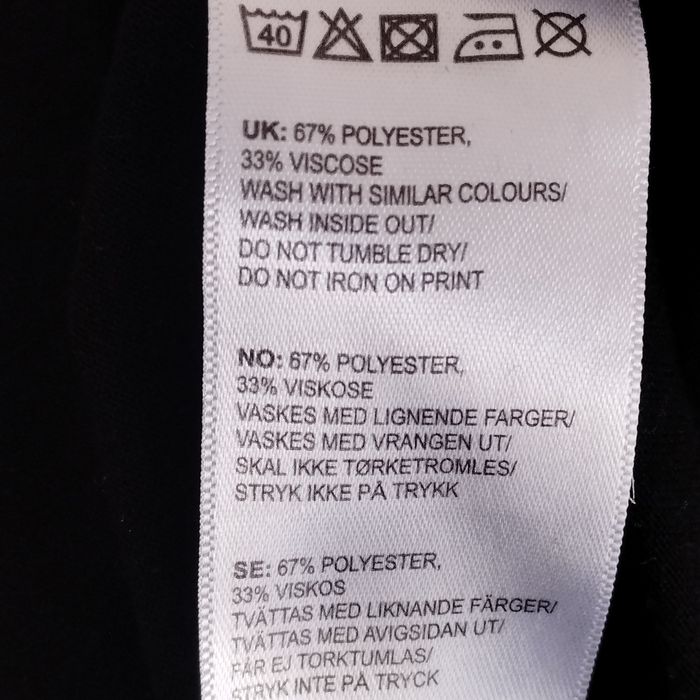 40
UK: 67% POLYESTER,
33% VISCOSE
WASH WITH SIMILAR COLOURS/
WASH INSIDE OUT/
DO NOT TUMBLE DRY/
DO NOT IRON ON PRINT
NO: 67% POLYESTER,
33% VISKOSE
VASKES MED LIGNENDE FARGER/
VASKES MED VRANGEN UT/
SKAL IKKE TØRKETROMLES/
STRYK IKKE PÅ TRYKK
SE: 67% POLYESTER,
33% VISKOS
TVÄTTAS MED LIKNANDE FÄRGER/
TVÄTTAS MED AVIGSIDAN UT/
FÅR EJ TORKTUMLAS/
STRYK INTE PÅ TRYCK